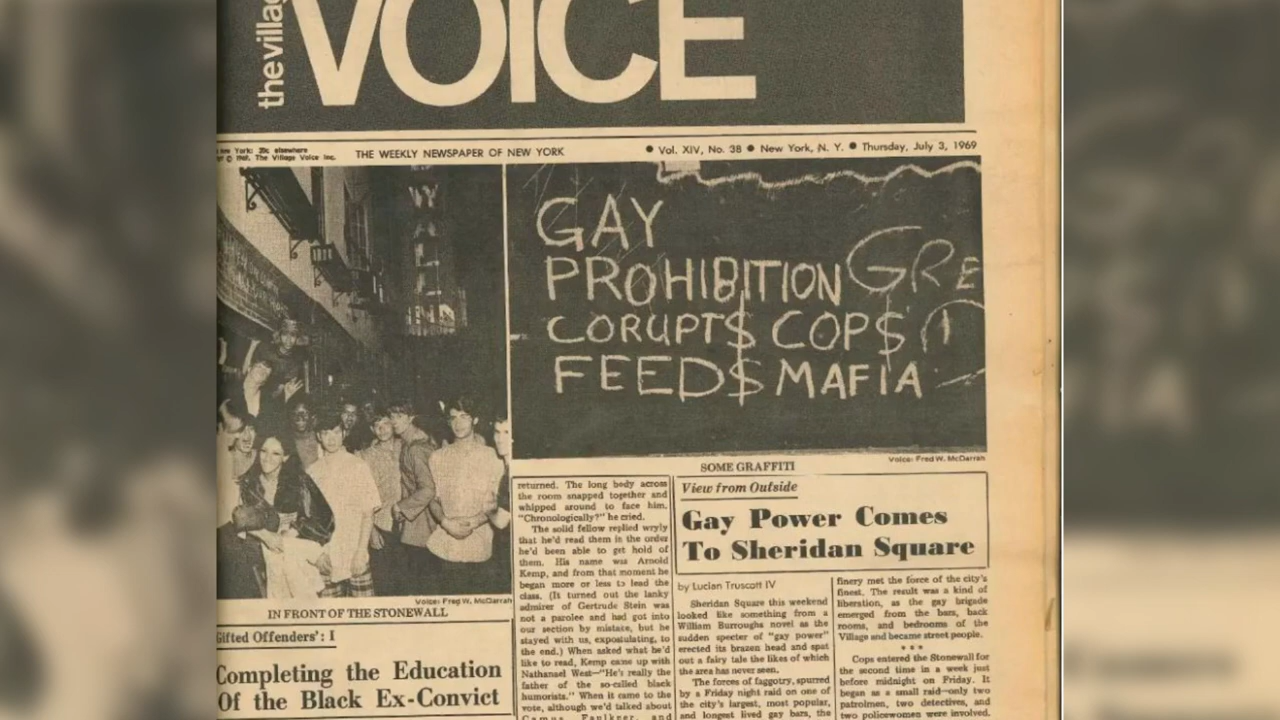 the villag
VOICE
New York: 20c elsewhere
© 1969, The Village Voice Inc.
THE WEEKLY NEWSPAPER OF NEW YORK
● Vol. XIV, No. 38 ● New York, N. Y. ● Thursday, July 3, 1969
GAY
PROHIBITION GRE
CORUPT$ COP$
FEED$ MAFIA
Voice: Fred W. McDarrah
SOME GRAFFITI
Voice: Fred W. McDarrah
IN FRONT OF THE STONEWALL
Gifted Offenders': I
Completing the Education
Of the Black Ex-Convict
returned. The long body across
the room snapped together and
whipped around to face him.
"Chronologically?" he cried.
The solid fellow replied wryly
that he'd read them is the order
he'd been able to get hold of
them. His name was Arnold
Kemp, and from that moment he
began more or less to lead the
class. (It turned out the lanky
admirer of Gertrude Stein was
not a parolee and had got into
our section by mistake, but he
stayed with us, expostulating, to
the end.) When asked what he'd
like to read, Kemp came up with
Nathanael West—"He's really the
father of the so-called black
humorists." When it came to the
vote, although we'd talked about
Camus, Faulkner, and
View from Outside
Gay Power Comes
To Sheridan Square
by Lucian Truscott IV
Sheridan Square this weekend
looked like something from a
William Burroughs novel as the
sudden specter of "gay power"
erected its brazen head and spat
out a fairy tale the likes of which
the area has never seen.
The forces of faggotry, spurred
by a Friday night raid on one of
the city's largest, most popular,
and longest lived gay bars, the
finery met the force of the city's
finest. The result was a kind of
liberation, as the gay brigade
emerged from the bars, back
rooms, and bedrooms of the
Village and became street people.
* * *
Cops entered the Stonewall for
the second time in a week just
before midnight on Friday. It
began as a small raid—only two
patrolmen, two detectives, and
two policewomen were involved.